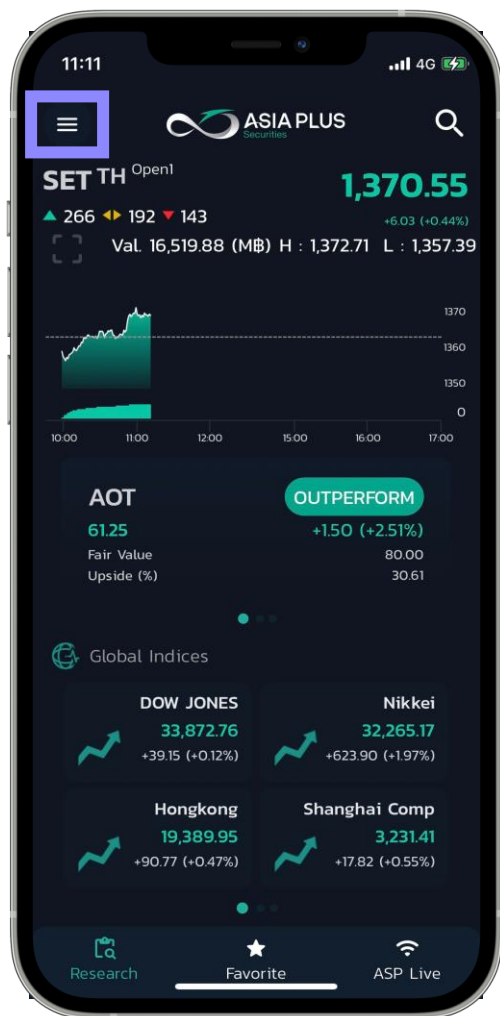 11:11 4G
ASIA PLUS
Securities
SET TH Open1 1,370.55
266 192 143 +6.03 (+0.44%)
Val. 16,519.88 (M฿) H : 1,372.71 L : 1,357.39
1370
1360
1350
0
10:00 11:00 12:00 15:00 16:00 17:00
AOT OUTPERFORM
61.25 +1.50 (+2.51%)
Fair Value 80.00
Upside (%) 30.61
Global Indices
DOW JONES Nikkei
33,872.76 32,265.17
+39.15 (+0.12%) +623.90 (+1.97%)
Hongkong Shanghai Comp
19,389.95 3,231.41
+90.77 (+0.47%) +17.82 (+0.55%)
Research Favorite ASP Live